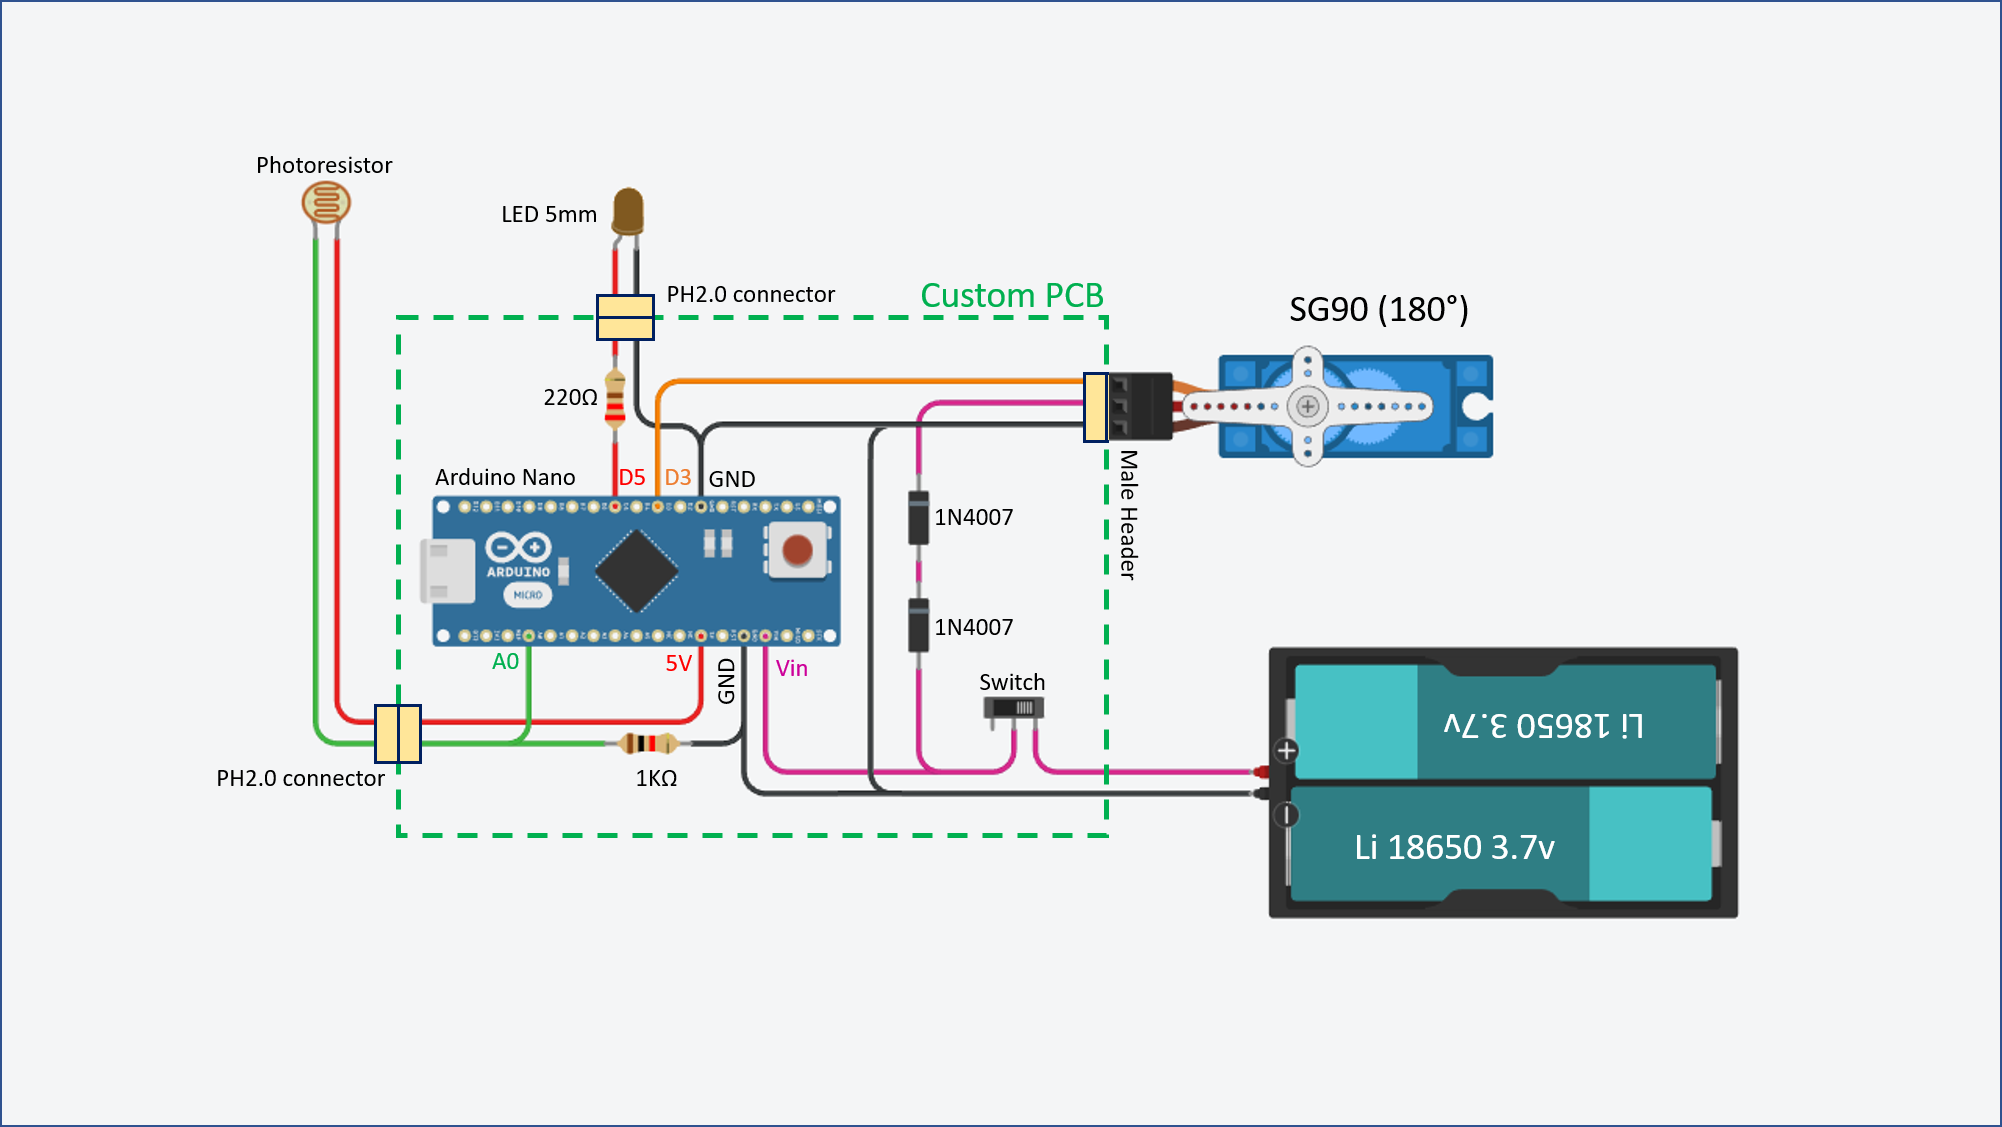 Photoresistor
LED 5mm
PH2.0 connector
Custom PCB
SG90 (180°)
220Ω
Arduino Nano
D5
D3
GND
Male Header
1N4007
ARDUINO
MICRO
1N4007
A0
5V
GND
Vin
Switch
Li 18650 3.7v
PH2.0 connector
1KΩ
Li 18650 3.7v